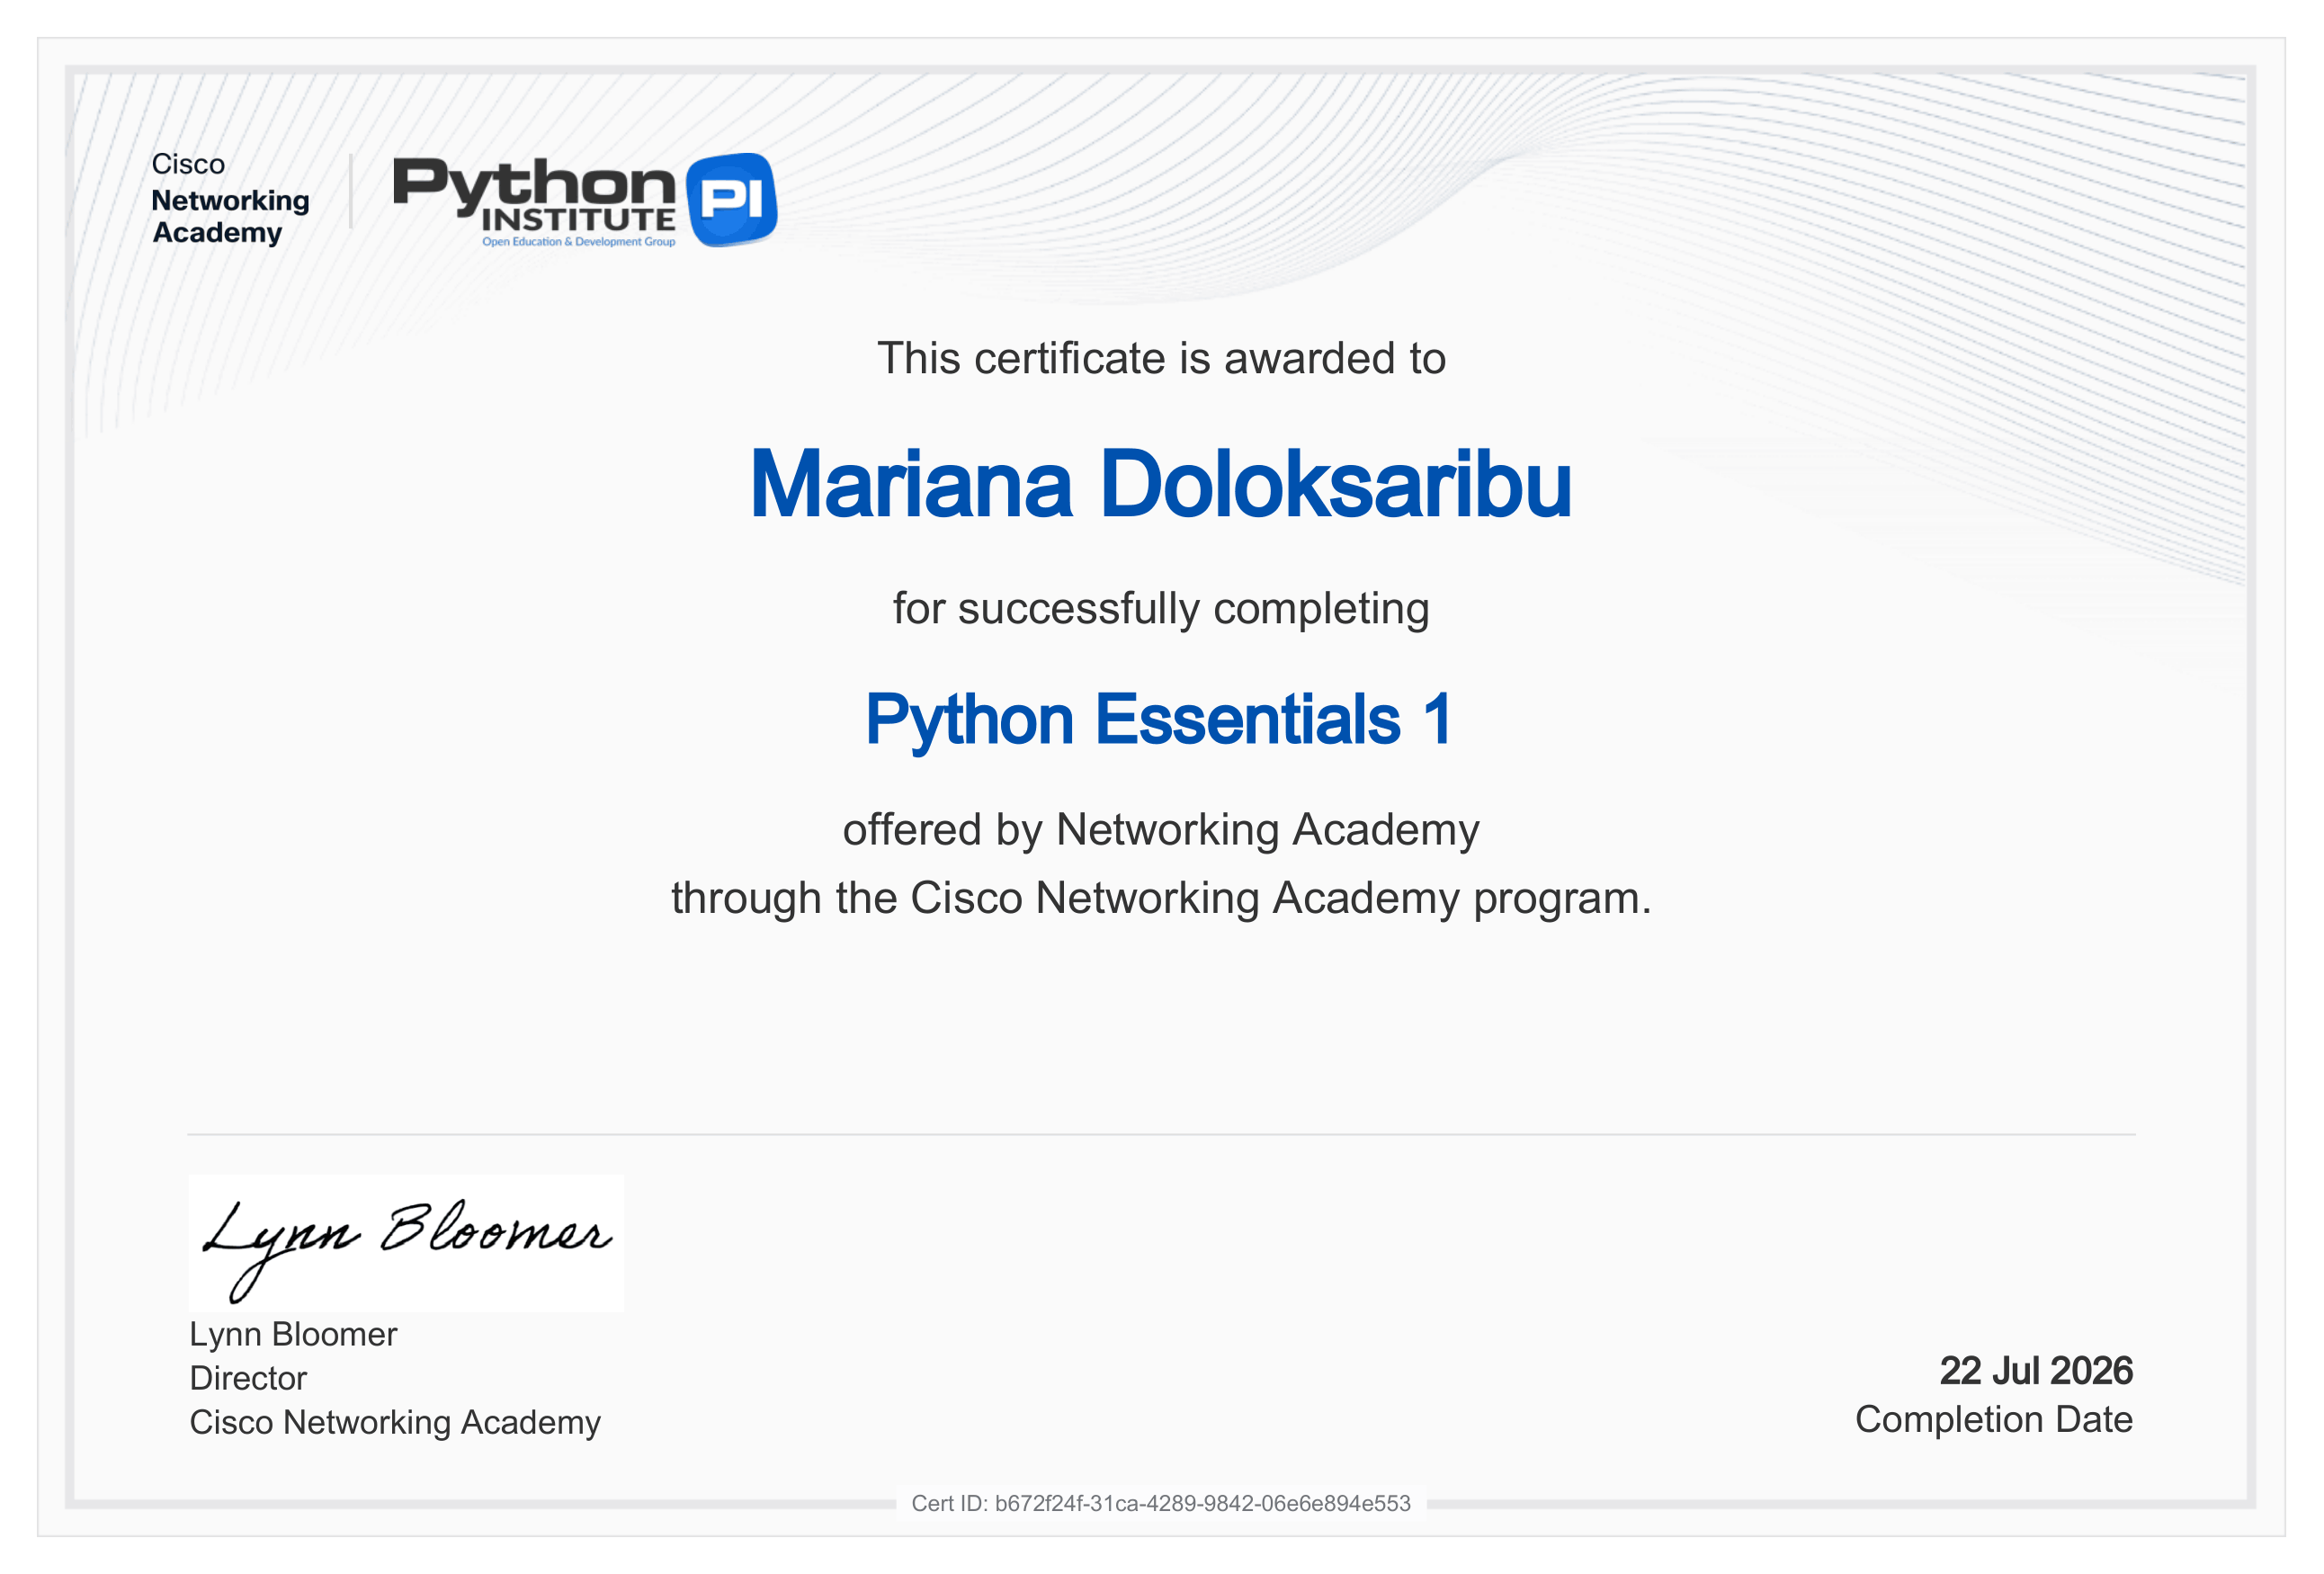 Cisco
Networking
Academy
Python
INSTITUTE
Open Education & Development Group
PI
This certificate is awarded to
Mariana Doloksaribu
for successfully completing
Python Essentials 1
offered by Networking Academy
through the Cisco Networking Academy program.
Lynn Bloomer
Lynn Bloomer
Director
Cisco Networking Academy
22 Jul 2026
Completion Date
Cert ID: b672f24f-31ca-4289-9842-06e6e894e553